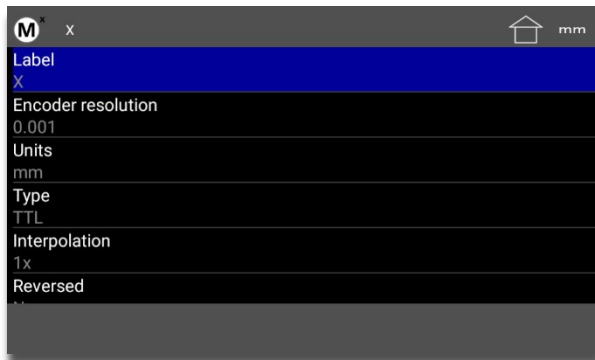 M x x mm
Label
X
Encoder resolution
0.001
Units
mm
Type
TTL
Interpolation
1x
Reversed